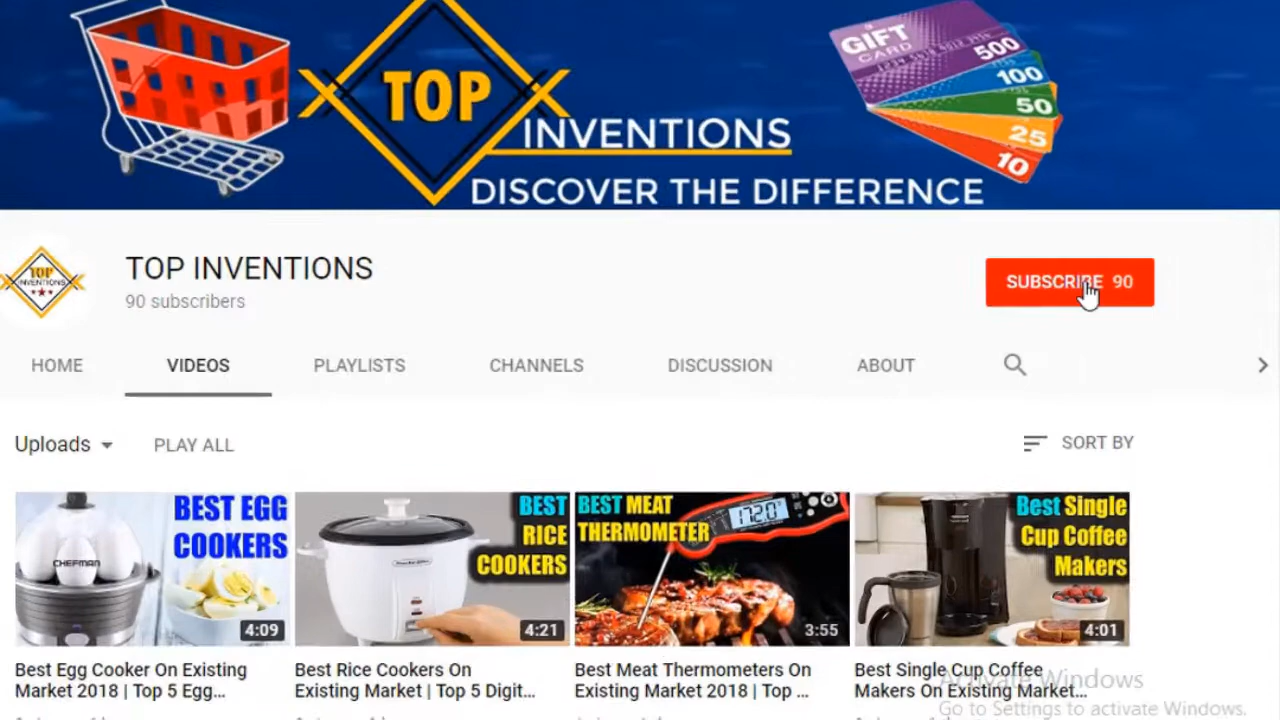 GIFT
CARD
500
100
50
25
10
TOP
INVENTIONS
DISCOVER THE DIFFERENCE
TOP
INVENTIONS
TOP INVENTIONS
90 subscribers
SUBSCRIBE 90
HOME VIDEOS PLAYLISTS CHANNELS DISCUSSION ABOUT
Uploads PLAY ALL SORT BY
BEST EGG
COOKERS
CHEFMAN
4:09
BEST
RICE
COOKERS
4:21
BEST MEAT
THERMOMETER
172.0
3:55
Best Single
Cup Coffee
Makers
4:01
Best Egg Cooker On Existing
Market 2018 | Top 5 Egg...
Best Rice Cookers On
Existing Market | Top 5 Digit...
Best Meat Thermometers On
Existing Market 2018 | Top ...
Best Single Cup Coffee
Makers On Existing Market...
Activate Windows
Go to Settings to activate Windows.